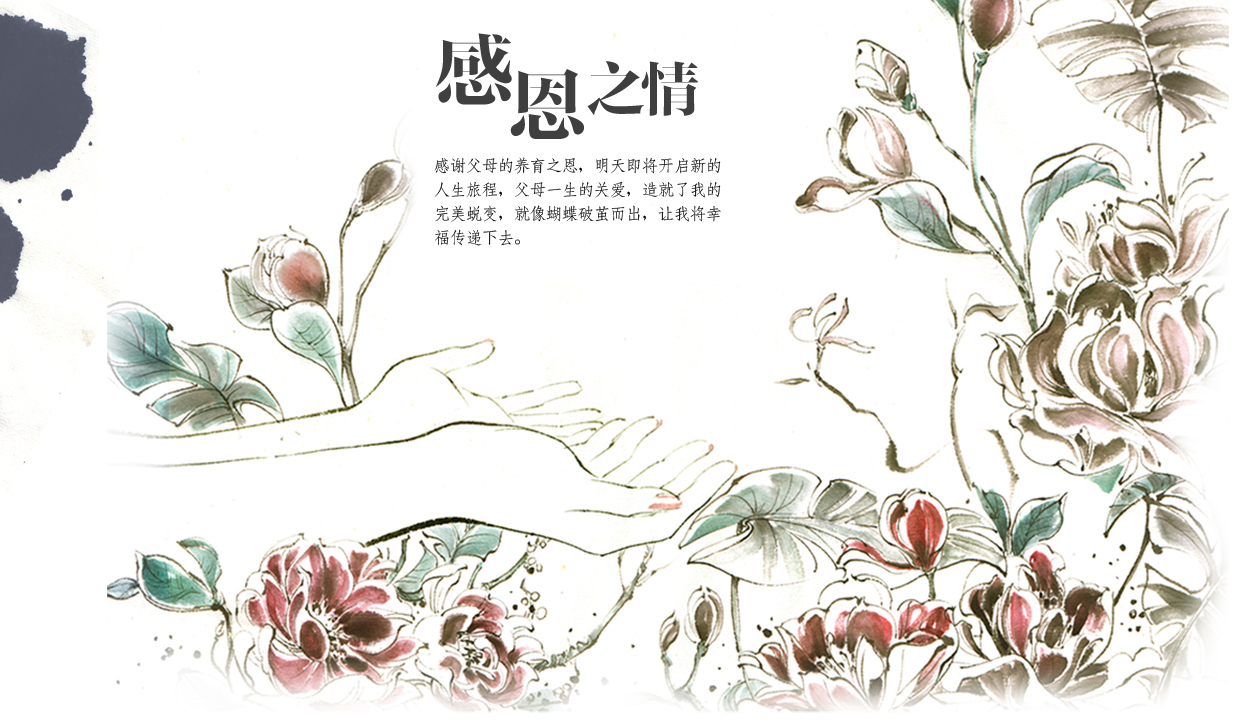 感恩之情
感谢父母的养育之恩，明天即将开启新的
人生旅程，父母一生的关爱，造就了我的
完美蜕变，就像蝴蝶破茧而出，让我将幸
福传递下去。